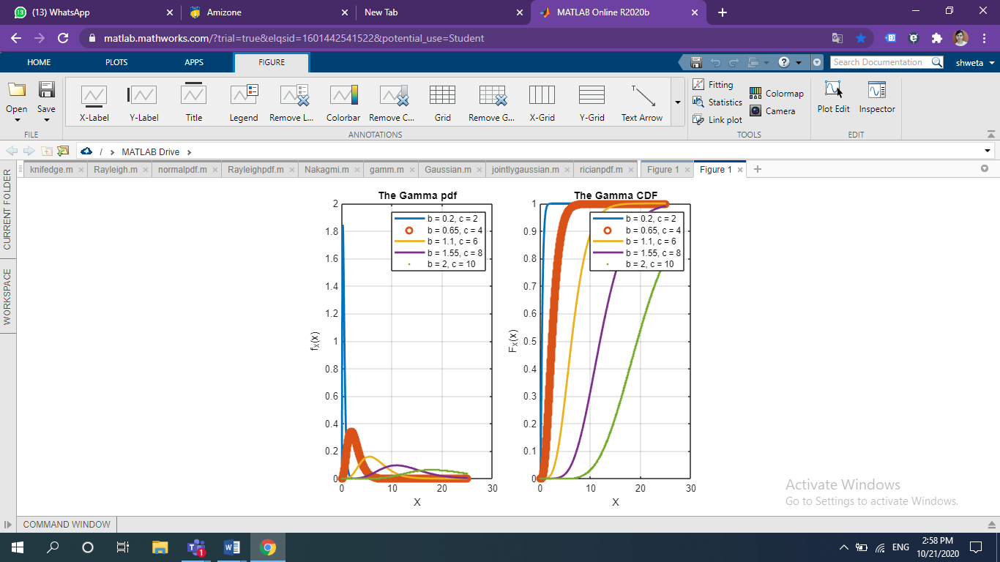 (13) WhatsApp
Amizone
New Tab
MATLAB Online R2020b
matlab.mathworks.com/?trial=true&elqsid=1601442541522&potential_use=Student
HOME PLOTS APPS FIGURE
Search Documentation
shweta
Open Save
X-Label Y-Label Title Legend Remove L... Colorbar Remove C... Grid Remove G... X-Grid Y-Grid Text Arrow
Fitting
Statistics
Link plot
Colormap
Camera
Plot Edit Inspector
FILE ANNOTATIONS TOOLS EDIT
/ MATLAB Drive
knifedge.m Rayleigh.m normalpdf.m Rayleighpdf.m Nakagmi.m gamm.m Gaussian.m jointlygaussian.m ricianpdf.m Figure 1 Figure 1
CURRENT FOLDER
WORKSPACE
The Gamma pdf
2
1.8
1.6
1.4
1.2
1
0.8
0.6
0.4
0.2
0
fX(x)
b = 0.2, c = 2
b = 0.65, c = 4
b = 1.1, c = 6
b = 1.55, c = 8
b = 2, c = 10
0 10 20 30
X
The Gamma CDF
1
0.9
0.8
0.7
0.6
0.5
0.4
0.3
0.2
0.1
0
FX(x)
b = 0.2, c = 2
b = 0.65, c = 4
b = 1.1, c = 6
b = 1.55, c = 8
b = 2, c = 10
0 10 20 30
X
Activate Windows
Go to Settings to activate Windows.
COMMAND WINDOW
1
ENG
2:58 PM
10/21/2020